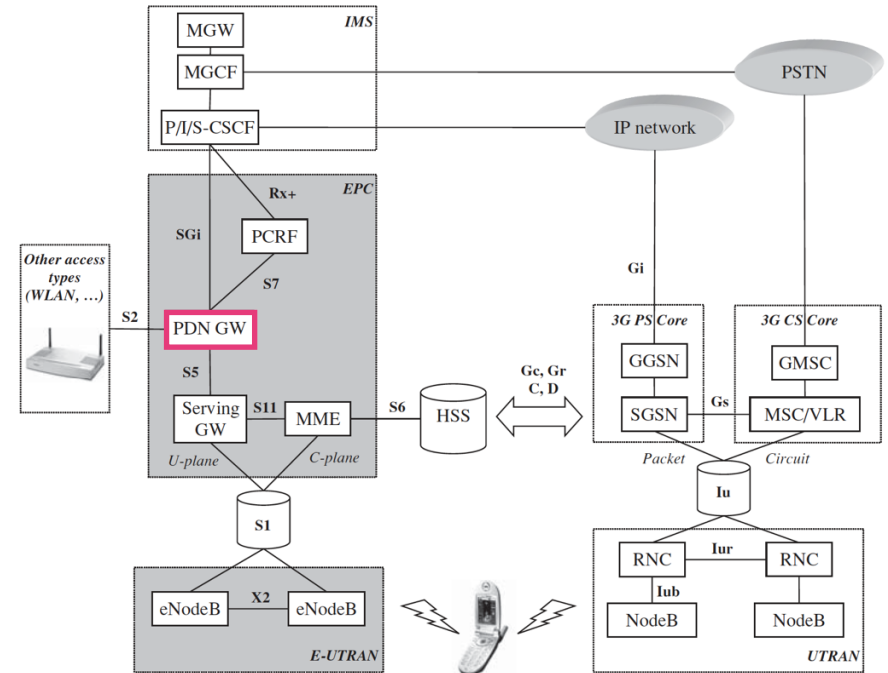 IMS
MGW
MGCF
PSTN
P/I/S-CSCF
IP network
EPC
Rx+
SGi
PCRF
Gi
Other access
types
(WLAN, ...)
S7
S2
PDN GW
3G PS Core
3G CS Core
GGSN
GMSC
S5
Gc, Gr
C, D
Serving
GW
S11
MME
S6
HSS
SGSN
Gs
MSC/VLR
U-plane
C-plane
Packet
Circuit
S1
Iu
RNC
Iur
RNC
X2
Iub
eNodeB
eNodeB
NodeB
NodeB
E-UTRAN
UTRAN